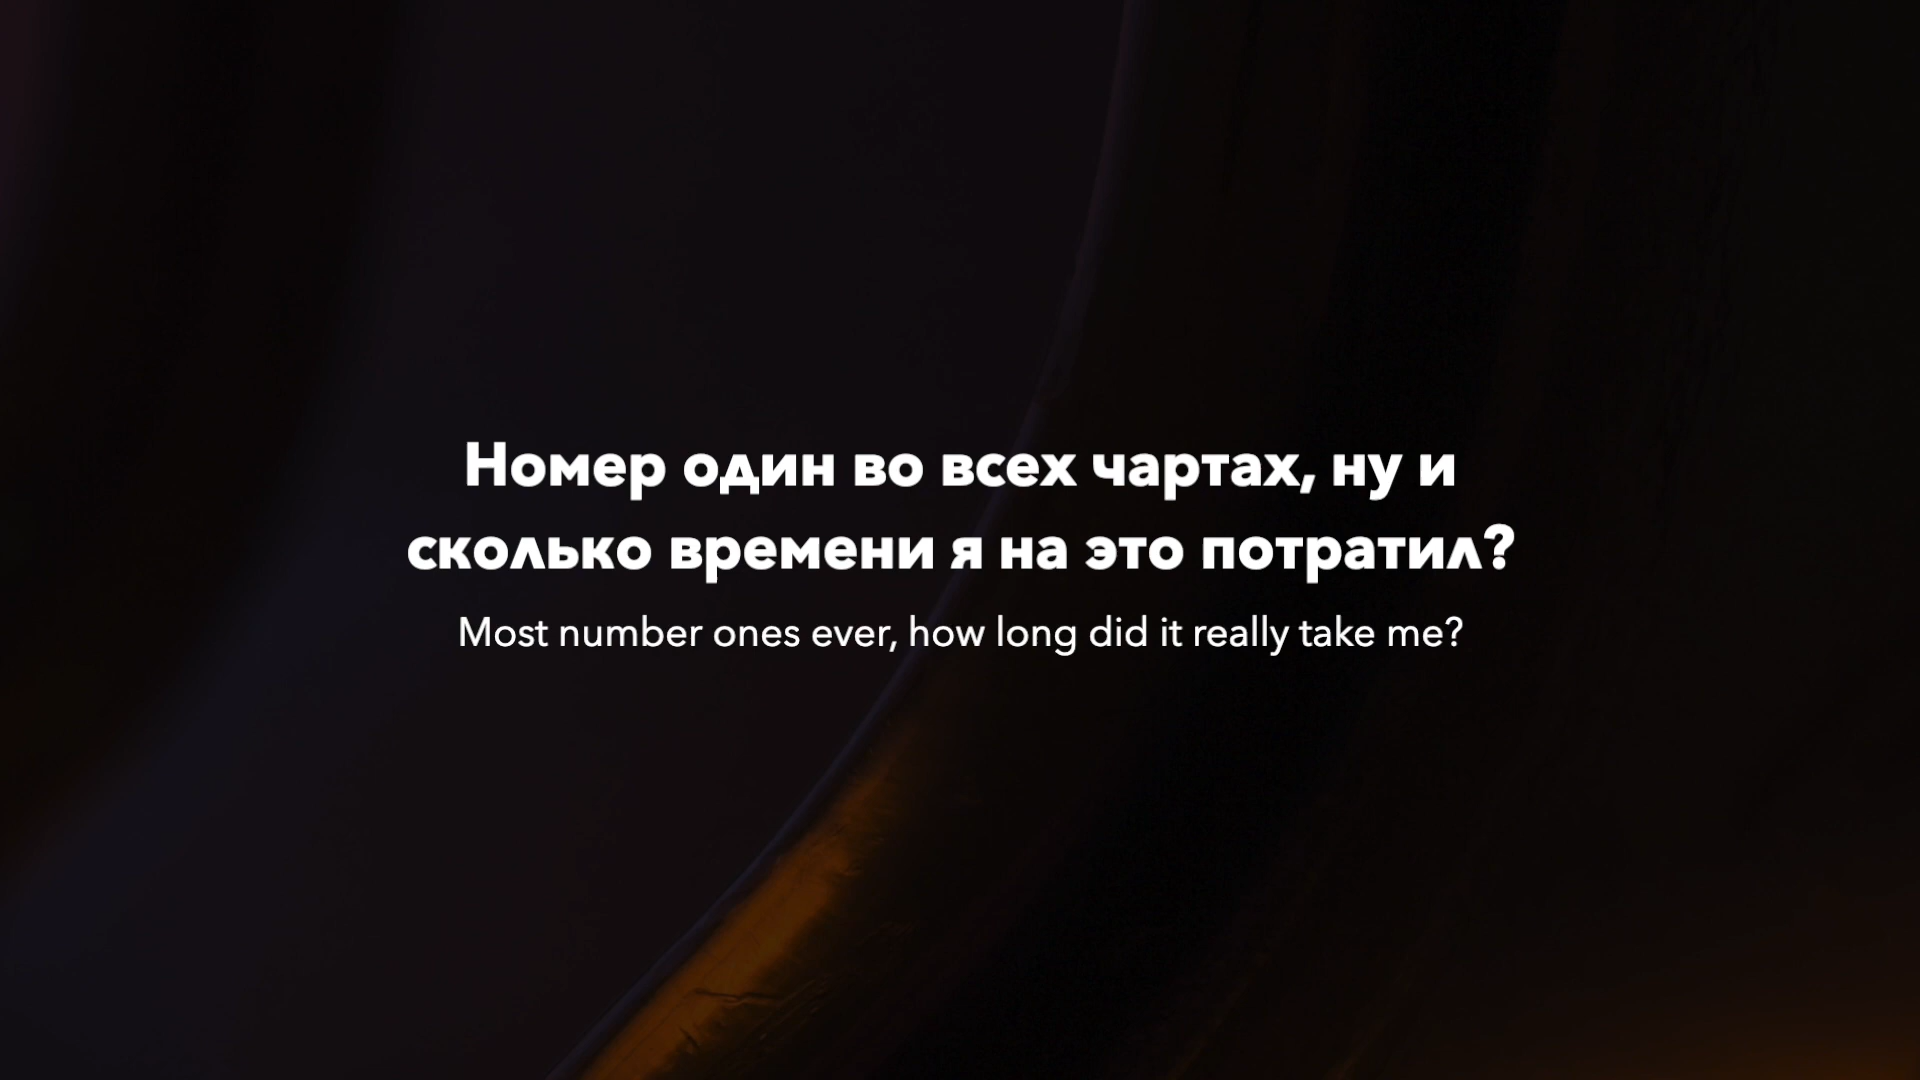 Номер один во всех чартах, ну и
сколько времени я на это потратил?
Most number ones ever, how long did it really take me?